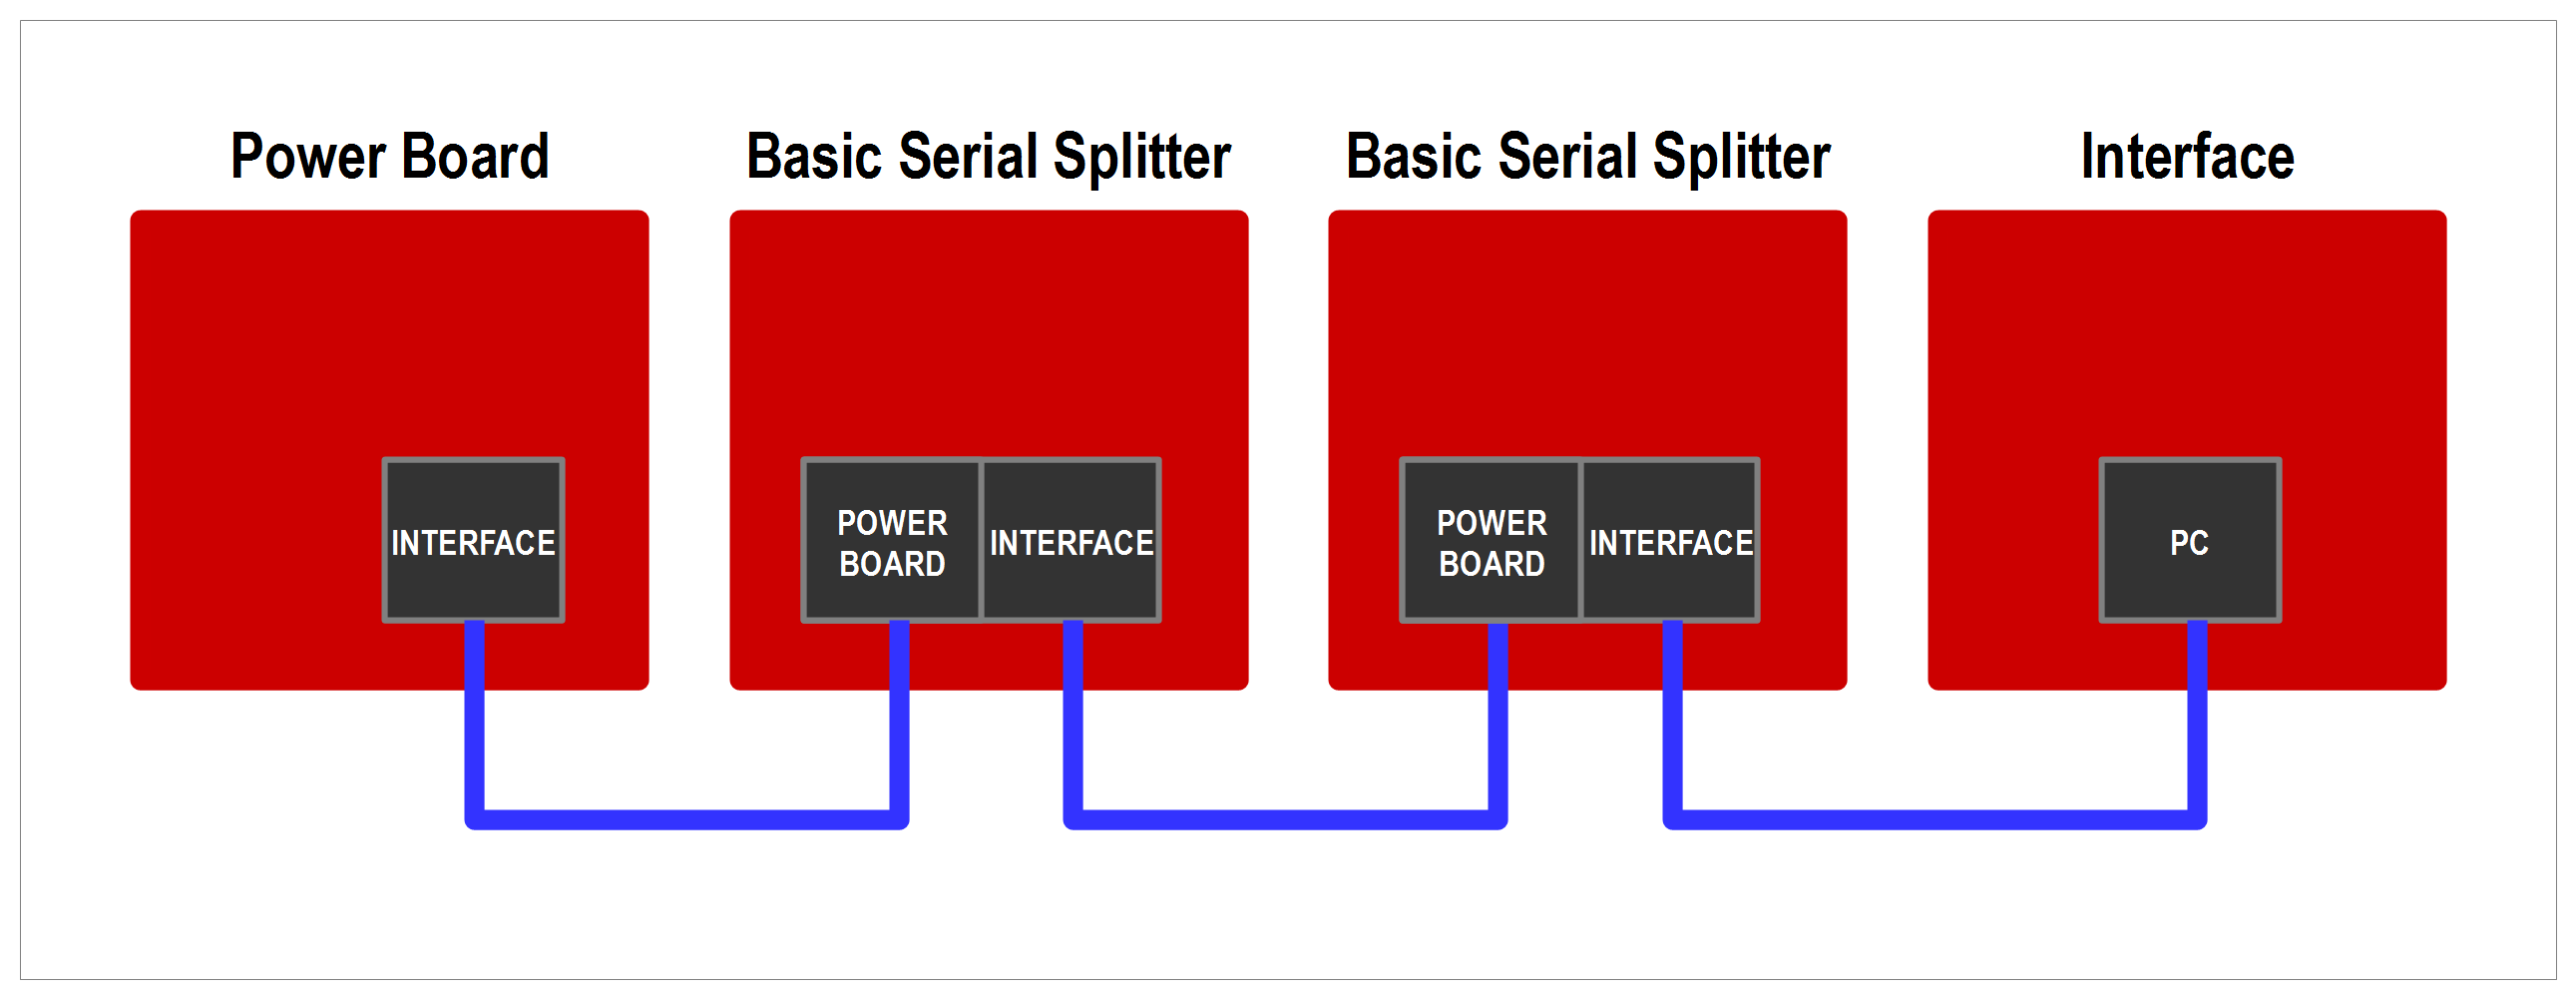 Power Board
Basic Serial Splitter
Basic Serial Splitter
Interface
INTERFACE
POWER
BOARD
INTERFACE
POWER
BOARD
INTERFACE
PC